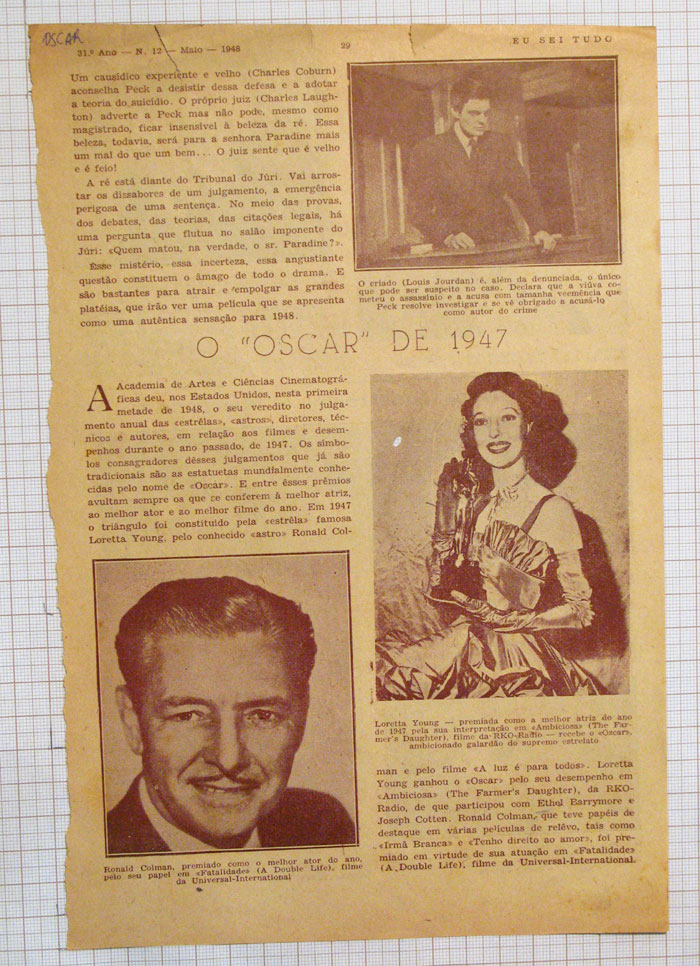 OSCAR
31.º Ano — N. 12 — Maio — 1948
29
EU SEI TUDO
Um causídico experiente e velho (Charles Coburn)
aconselha Peck a desistir dessa defesa e a adotar
a teoria do suicídio. O próprio juiz (Charles Laugh-
ton) adverte a Peck mas não pode, mesmo como
magistrado, ficar insensível à beleza da ré. Essa
beleza, todavia, será para a senhora Paradine mais
um mal do que um bem... O juiz sente que é velho
e é feio!
A ré está diante do Tribunal do Júri. Vai arros-
tar os dissabores de um julgamento, a emergência
perigosa de uma sentença. No meio das provas,
dos debates, das teorias, das citações legais, há
uma pergunta que flutua no salão imponente do
Júri: «Quem matou, na verdade, o sr. Paradine?».
Êsse mistério, essa incerteza, essa angustiante
questão constituem o âmago de todo o drama. E
são bastantes para atrair e empolgar as grandes
platéias, que irão ver uma película que se apresenta
como uma autêntica sensação para 1948.
O criado (Louis Jourdan) é, além da denunciada, o único
que pode ser suspeito no caso. Declara que a viúva co-
meteu o assassínio e a acusa com tamanha veemência que
Peck resolve investigar e se vê obrigado a acusá-lo
como autor do crime
O "OSCAR" DE 1947
A Academia de Artes e Ciências Cinematográ-
ficas deu, nos Estados Unidos, nesta primeira
metade de 1948, o seu veredito no julga-
mento anual das «estrêlas», «astros», diretores, téc-
nicos e autores, em relação aos filmes e desem-
penhos durante o ano passado, de 1947. Os símbo-
los consagradores dêsses julgamentos que já são
tradicionais são as estatuetas mundialmente conhe-
cidas pelo nome de «Oscar». E entre êsses prêmios
avultam sempre os que se conferem à melhor atriz,
ao melhor ator e ao melhor filme do ano. Em 1947
o triângulo foi constituído pela «estrêla» famosa
Loretta Young, pelo conhecido «astro» Ronald Col-
Ronald Colman, premiado como o melhor ator do ano,
pelo seu papel em «Fatalidade» (A Double Life), filme
da Universal-International
Loretta Young — premiada como a melhor atriz do ano
de 1947 pela sua interpretação em «Ambiciosa» (The Far-
mer's Daughter), filme da RKO-Radio — recebe o «Oscar»,
ambicionado galardão do supremo estrelato
man e pelo filme «A luz é para todos». Loretta
Young ganhou o «Oscar» pelo seu desempenho em
«Ambiciosa» (The Farmer's Daughter), da RKO-
Radio, de que participou com Ethel Barrymore e
Joseph Cotten. Ronald Colman, que teve papéis de
destaque em várias películas de relêvo, tais como
«Irmã Branca» e «Tenho direito ao amor», foi pre-
miado em virtude de sua atuação em «Fatalidade»
(A Double Life), filme da Universal-International.